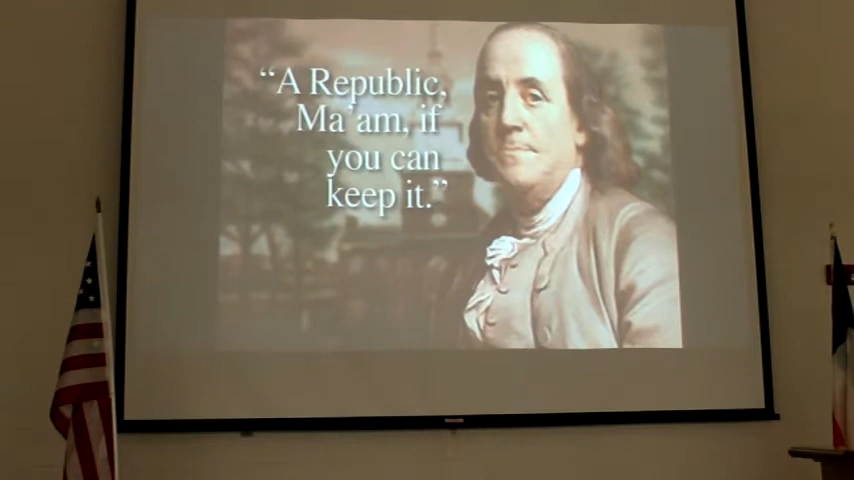 “A Republic,
Ma’am, if
you can
keep it.”